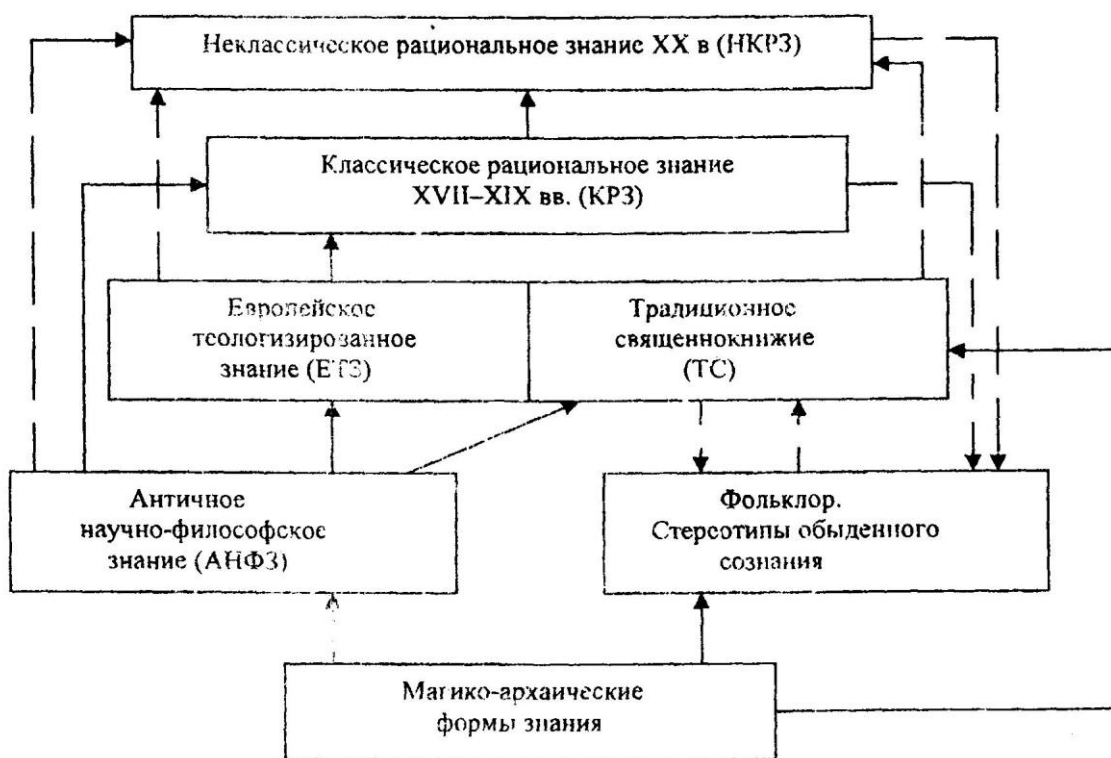 Неклассическое рациональное знание XX в (НКРЗ)
Классическое рациональное знание
XVII–XIX вв. (КРЗ)
Европейское
теологизированное
знание (ЕТЗ)
Традиционное
священнокнижие
(ТС)
Античное
научно-философское
знание (АНФЗ)
Фольклор.
Стереотипы обыденного
сознания
Магико-архаические
формы знания